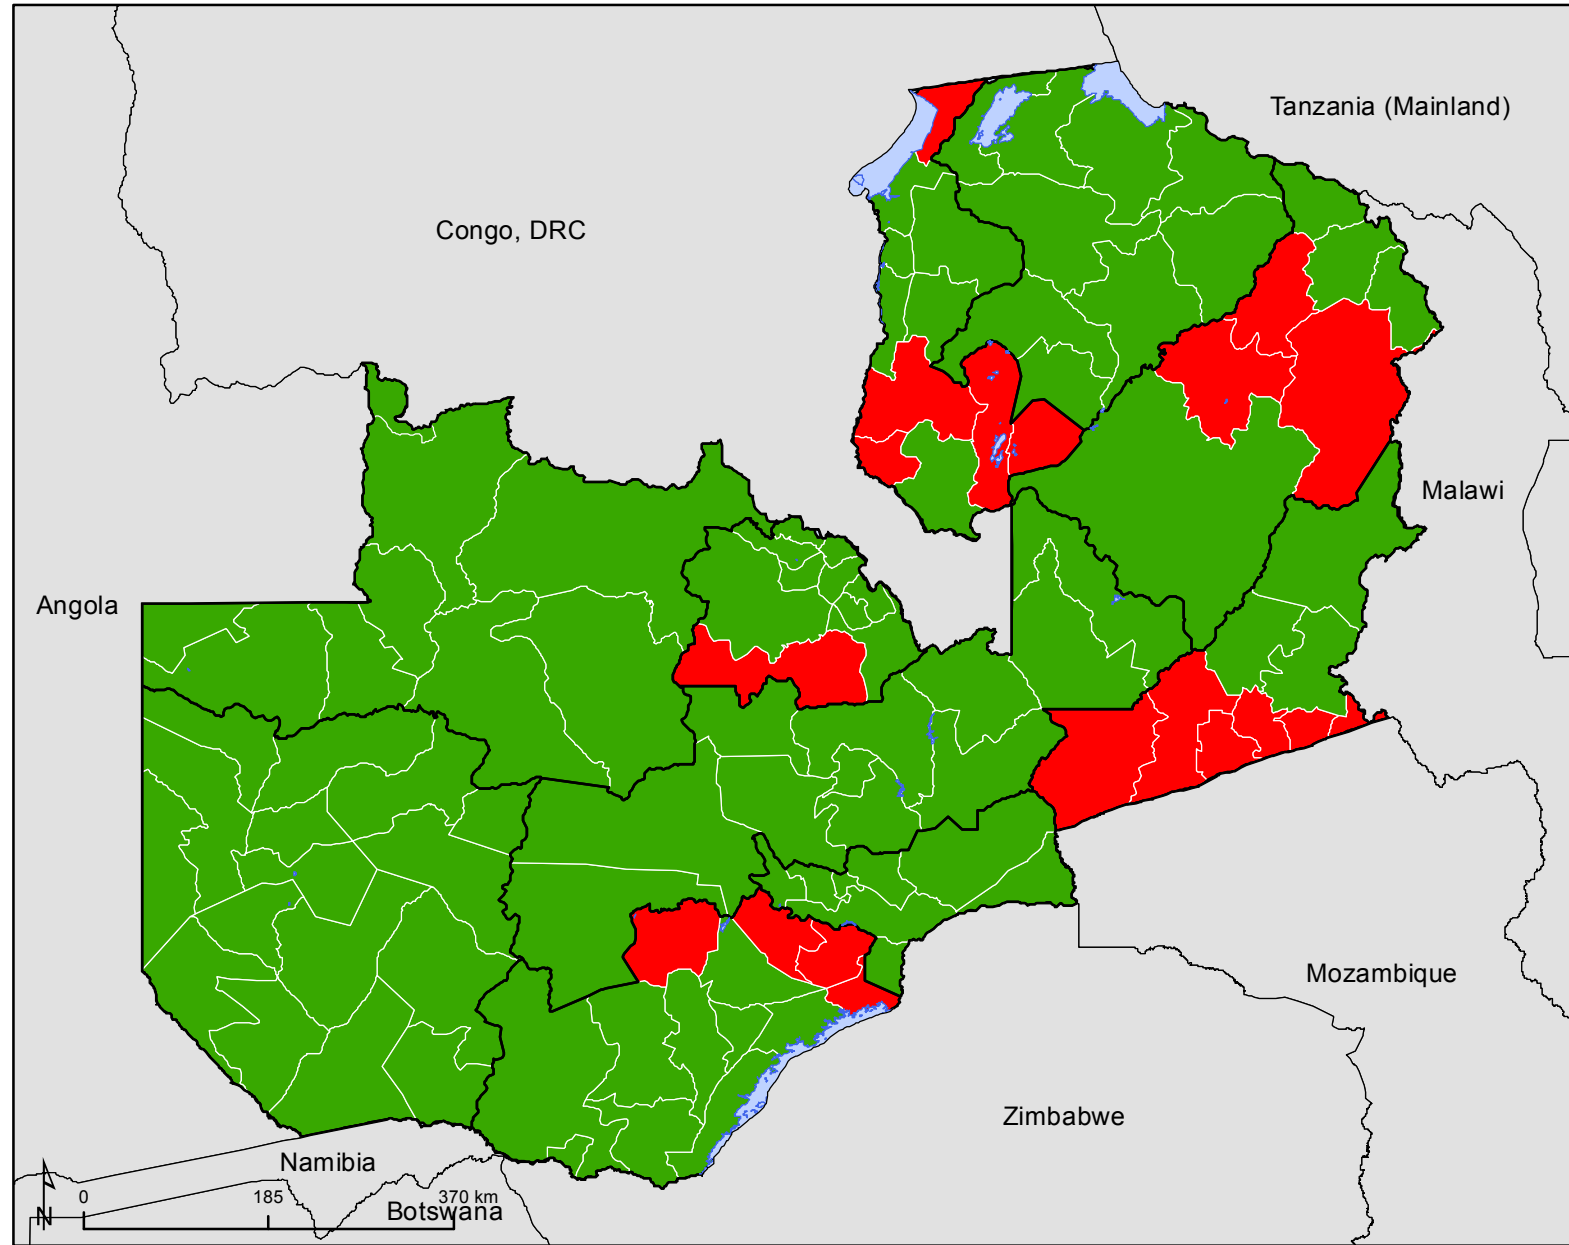 Tanzania (Mainland)
Congo, DRC
Malawi
Angola
Mozambique
Zimbabwe
Namibia
N
0 185 370 km
Botswana